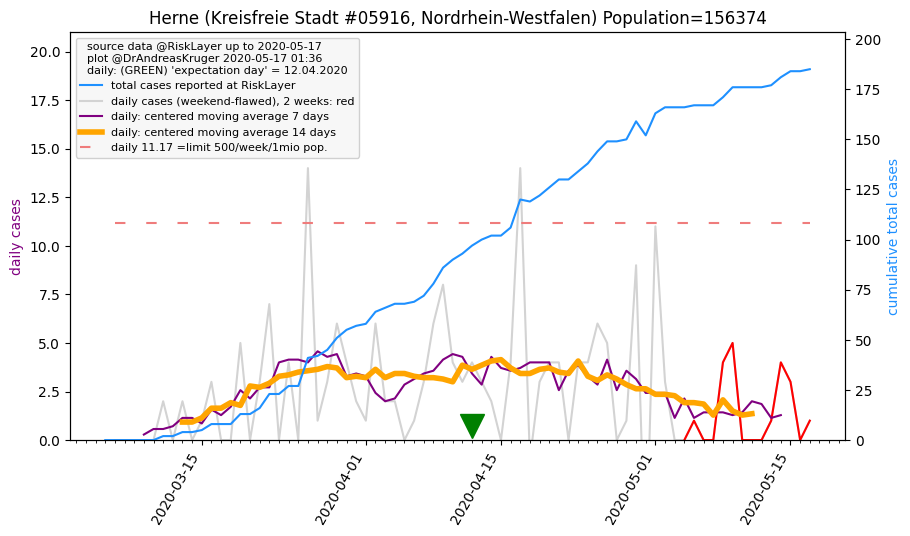 Herne (Kreisfreie Stadt #05916, Nordrhein-Westfalen) Population=156374
source data @RiskLayer up to 2020-05-17
plot @DrAndreasKruger 2020-05-17 01:36
daily: (GREEN) 'expectation day' = 12.04.2020
total cases reported at RiskLayer
daily cases (weekend-flawed), 2 weeks: red
daily: centered moving average 7 days
daily: centered moving average 14 days
daily 11.17 =limit 500/week/1mio pop.
daily cases
20.0
17.5
15.0
12.5
10.0
7.5
5.0
2.5
0.0
200
175
150
125
100
75
50
25
0
cumulative total cases
2020-03-15
2020-04-01
2020-04-15
2020-05-01
2020-05-15